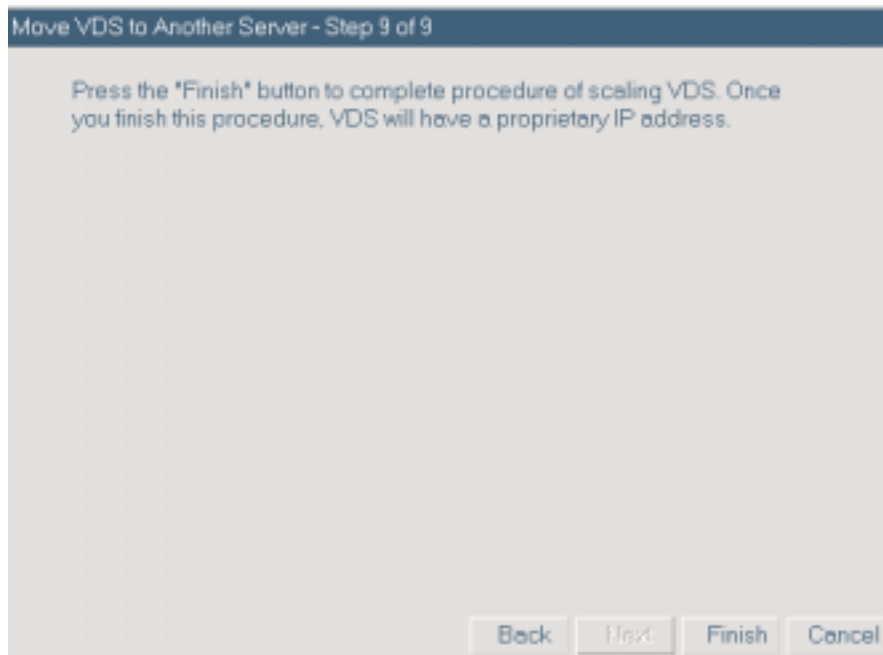 Move VDS to Another Server - Step 9 of 9
Press the "Finish" button to complete procedure of scaling VDS. Once
you finish this procedure, VDS will have a proprietary IP address.
Back Next Finish Cancel